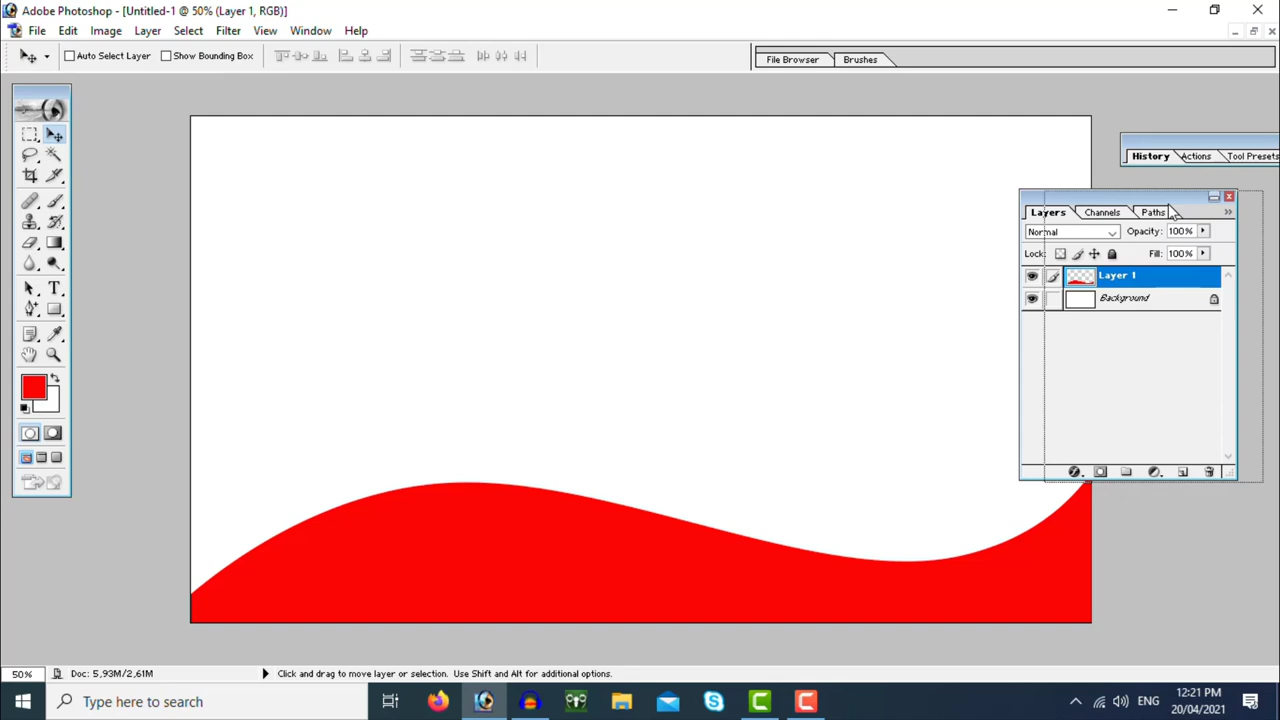 Adobe Photoshop - [Untitled-1 @ 50% (Layer 1, RGB)]
File Edit Image Layer Select Filter View Window Help
Auto Select Layer Show Bounding Box File Browser Brushes
History Actions Tool Presets
Layers Channels Paths
Normal Opacity: 100%
Lock: Fill: 100%
Layer 1
Background
50% Doc: 5,93M/2,61M Click and drag to move layer or selection. Use Shift and Alt for additional options.
Type here to search ENG 12:21 PM
20/04/2021